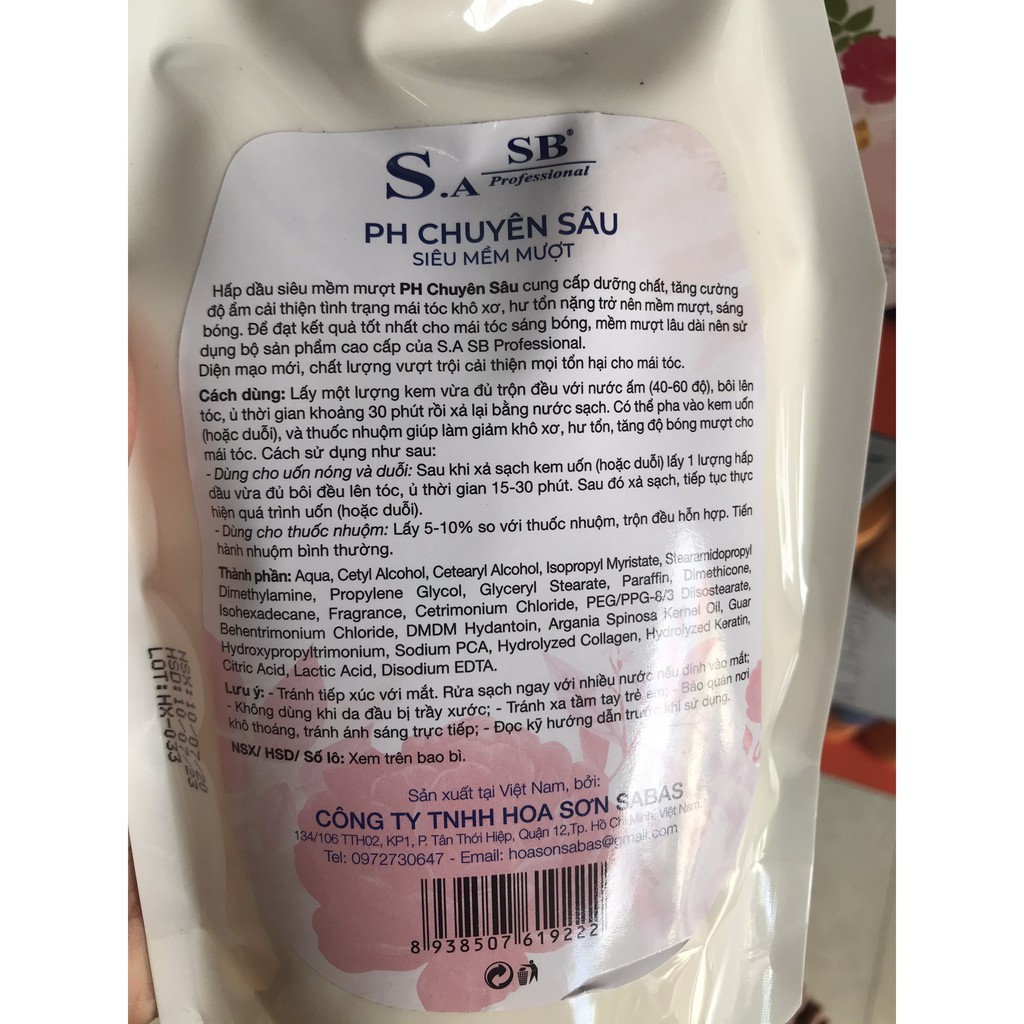 S.A SB®
Professional
PH CHUYÊN SÂU
SIÊU MỀM MƯỢT
Hấp dầu siêu mềm mượt PH Chuyên Sâu cung cấp dưỡng chất, tăng cường
độ ẩm cải thiện tình trạng mái tóc khô xơ, hư tổn nặng trở nên mềm mượt, sáng
bóng. Để đạt kết quả tốt nhất cho mái tóc sáng bóng, mềm mượt lâu dài nên sử
dụng bộ sản phẩm cao cấp của S.A SB Professional.
Diện mạo mới, chất lượng vượt trội cải thiện mọi tổn hại cho mái tóc.
Cách dùng: Lấy một lượng kem vừa đủ trộn đều với nước ấm (40-60 độ), bôi lên
tóc, ủ thời gian khoảng 30 phút rồi xả lại bằng nước sạch. Có thể pha vào kem uốn
(hoặc duỗi), và thuốc nhuộm giúp làm giảm khô xơ, hư tổn, tăng độ bóng mượt cho
mái tóc. Cách sử dụng như sau:
- Dùng cho uốn nóng và duỗi: Sau khi xả sạch kem uốn (hoặc duỗi) lấy 1 lượng hấp
dầu vừa đủ bôi đều lên tóc, ủ thời gian 15-30 phút. Sau đó xả sạch, tiếp tục thực
hiện quá trình uốn (hoặc duỗi).
- Dùng cho thuốc nhuộm: Lấy 5-10% so với thuốc nhuộm, trộn đều hỗn hợp. Tiến
hành nhuộm bình thường.
Thành phần: Aqua, Cetyl Alcohol, Cetearyl Alcohol, Isopropyl Myristate, Stearamidopropyl
Dimethylamine, Propylene Glycol, Glyceryl Stearate, Paraffin, Dimethicone,
Isohexadecane, Fragrance, Cetrimonium Chloride, PEG/PPG-8/3 Diisostearate,
Behentrimonium Chloride, DMDM Hydantoin, Argania Spinosa Kernel Oil, Guar
Hydroxypropyltrimonium, Sodium PCA, Hydrolyzed Collagen, Hydrolyzed Keratin,
Citric Acid, Lactic Acid, Disodium EDTA.
Lưu ý: - Tránh tiếp xúc với mắt. Rửa sạch ngay với nhiều nước nếu dính vào mắt;
- Không dùng khi da đầu bị trầy xước; - Tránh xa tầm tay trẻ em; - Bảo quản nơi
khô thoáng, tránh ánh sáng trực tiếp; - Đọc kỹ hướng dẫn trước khi sử dụng.
NSX/ HSD/ Số lô: Xem trên bao bì.
Sản xuất tại Việt Nam, bởi:
CÔNG TY TNHH HOA SƠN SABAS
134/106 TTH02, KP1, P. Tân Thới Hiệp, Quận 12,Tp. Hồ Chí Minh, Việt Nam.
Tel: 0972730647 - Email: hoasonsabas@gmail.com
8 938507 619222
NSX: 10/07/20
HSD: 10-07/23
LOT: HX-033